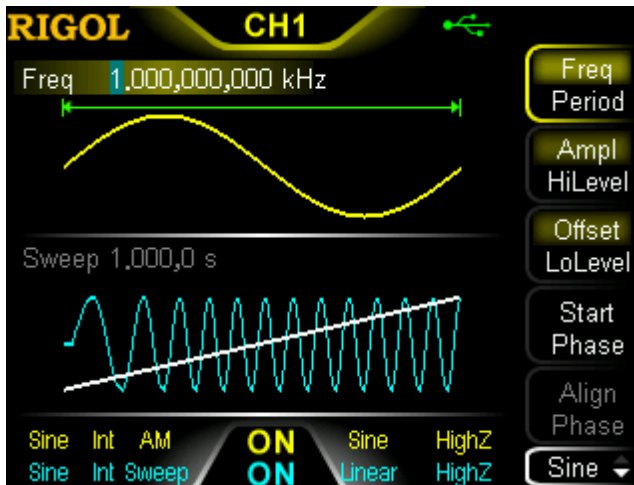 RIGOL CH1
Freq 1.000,000,000 kHz
Freq
Period
Ampl
HiLevel
Offset
LoLevel
Sweep 1.000,0 s
Start
Phase
Align
Phase
Sine Int AM ON Sine HighZ
Sine Int Sweep ON Linear HighZ
Sine